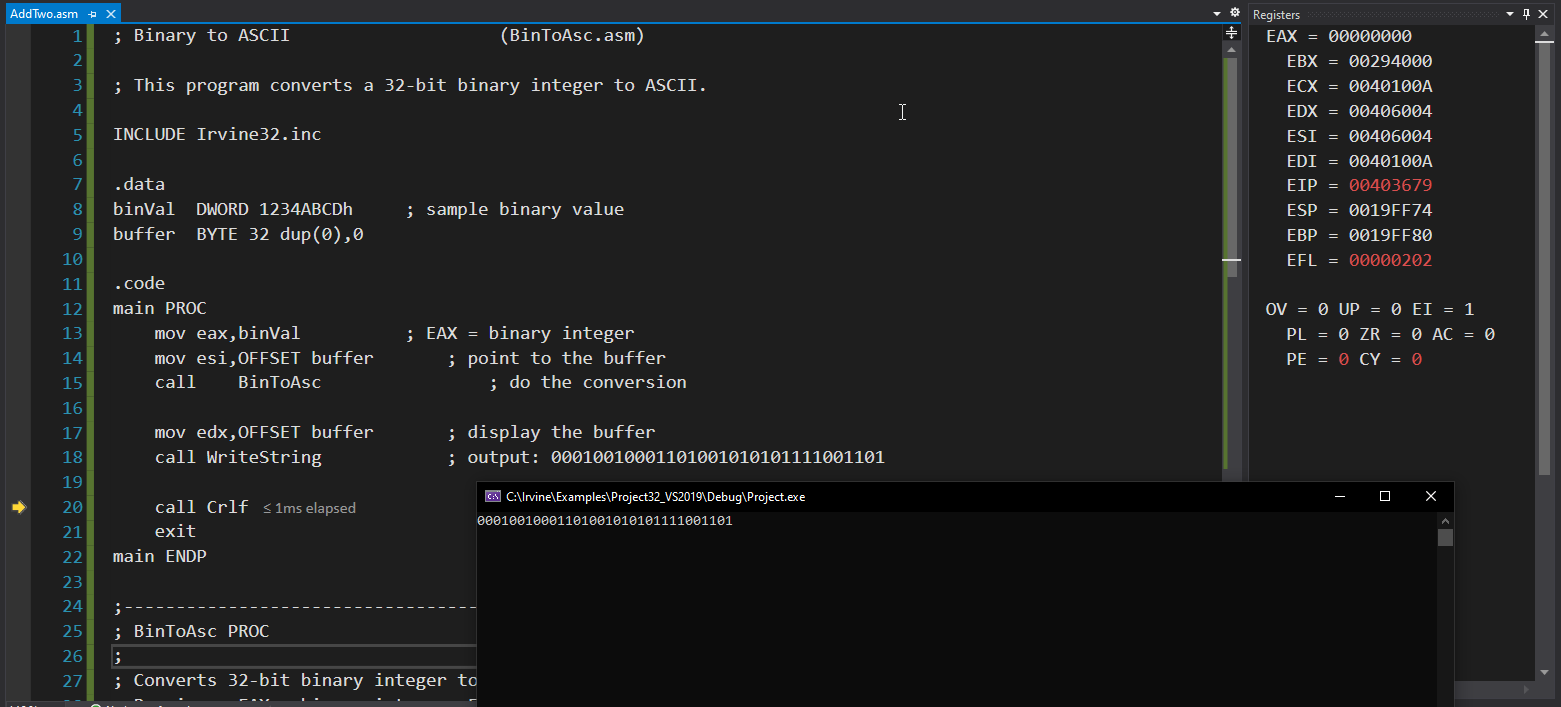 AddTwo.asm
1 ; Binary to ASCII (BinToAsc.asm)
2
3 ; This program converts a 32-bit binary integer to ASCII.
4
5 INCLUDE Irvine32.inc
6
7 .data
8 binVal DWORD 1234ABCDh ; sample binary value
9 buffer BYTE 32 dup(0),0
10
11 .code
12 main PROC
13 mov eax,binVal ; EAX = binary integer
14 mov esi,OFFSET buffer ; point to the buffer
15 call BinToAsc ; do the conversion
16
17 mov edx,OFFSET buffer ; display the buffer
18 call WriteString ; output: 00010010001101001010101111001101
19
20 call Crlf ≤ 1ms elapsed
21 exit
22 main ENDP
23
24 ;----------------------------------
25 ; BinToAsc PROC
26 ;
27 ; Converts 32-bit binary integer to
Registers
EAX = 00000000
EBX = 00294000
ECX = 0040100A
EDX = 00406004
ESI = 00406004
EDI = 0040100A
EIP = 00403679
ESP = 0019FF74
EBP = 0019FF80
EFL = 00000202
OV = 0 UP = 0 EI = 1
PL = 0 ZR = 0 AC = 0
PE = 0 CY = 0
C:\Irvine\Examples\Project32_VS2019\Debug\Project.exe
00010010001101001010101111001101